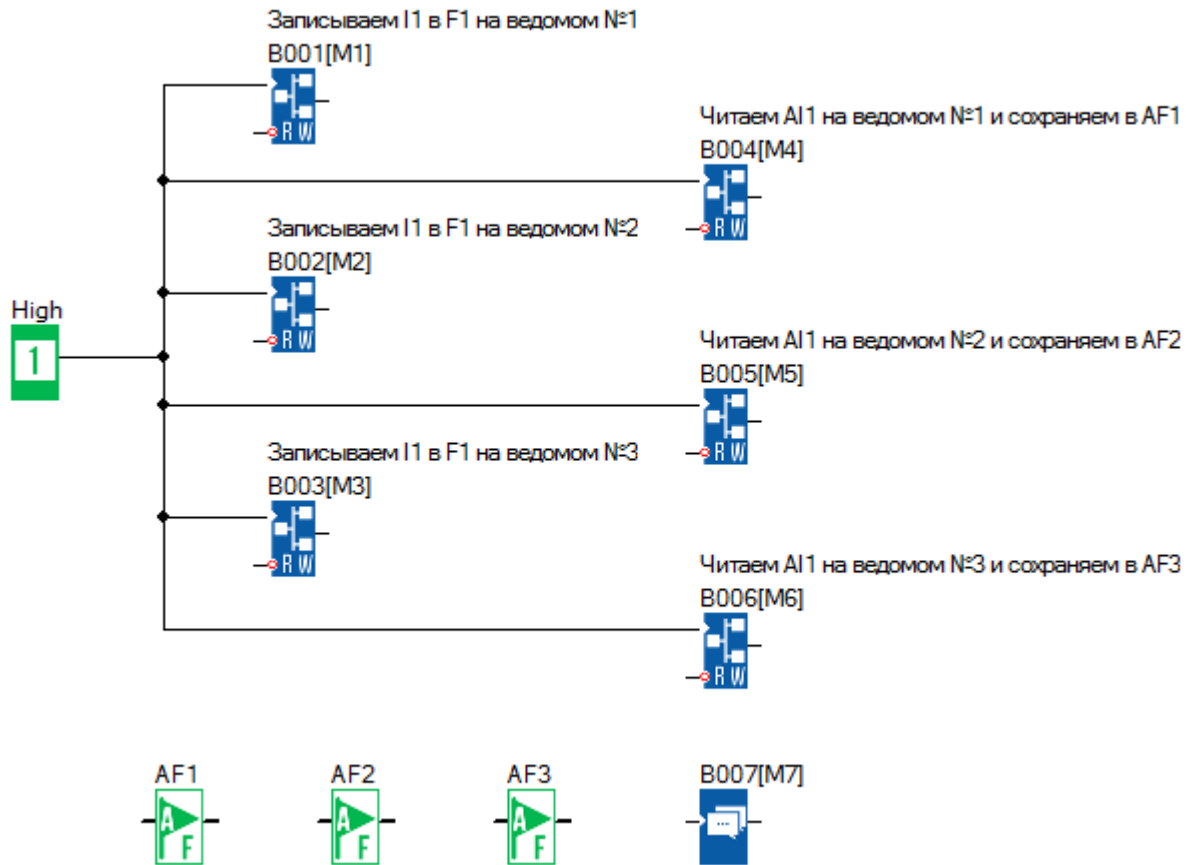 Записываем I1 в F1 на ведомом №1
B001[M1]
R W
Читаем AI1 на ведомом №1 и сохраняем в AF1
B004[M4]
R W
Записываем I1 в F1 на ведомом №2
B002[M2]
R W
High
1
Читаем AI1 на ведомом №2 и сохраняем в AF2
B005[M5]
R W
Записываем I1 в F1 на ведомом №3
B003[M3]
R W
Читаем AI1 на ведомом №3 и сохраняем в AF3
B006[M6]
R W
AF1
A
F
AF2
A
F
AF3
A
F
B007[M7]